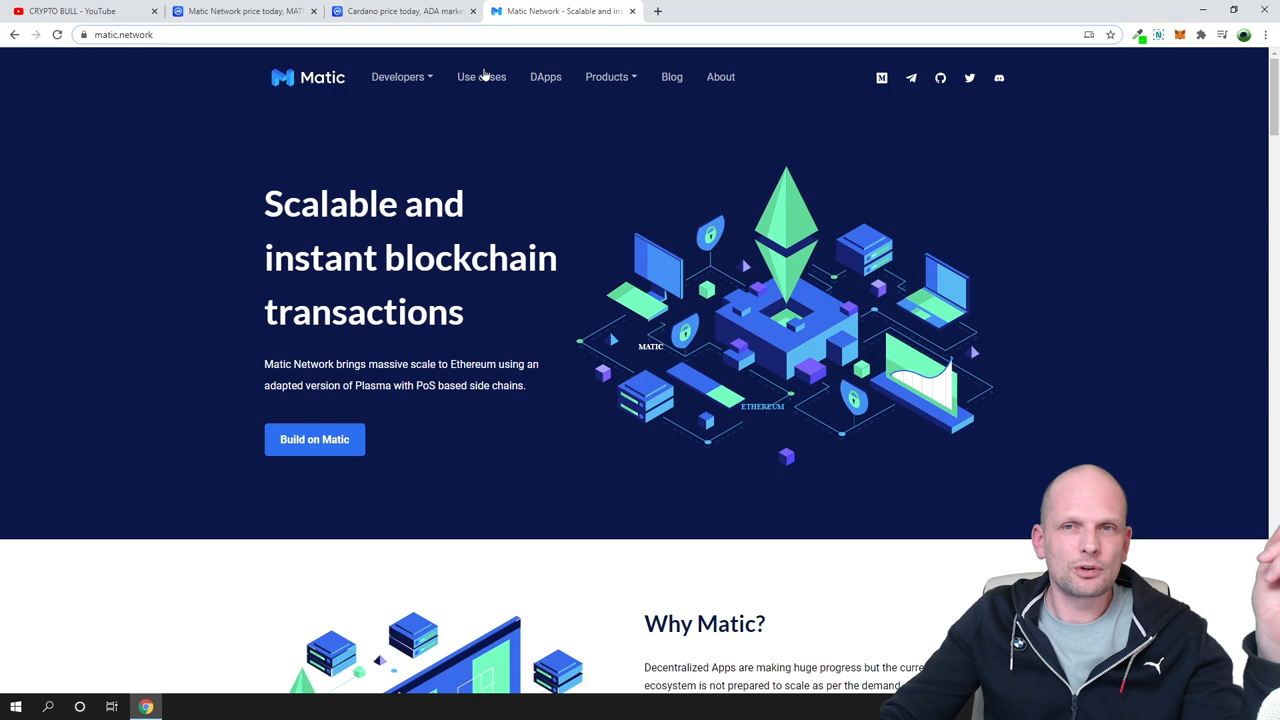 CRYPTO BULL - YouTube
Matic Network price today, MAT
Cardano price today, ADA marke
Matic Network - Scalable and ins
matic.network
Matic
Developers
Use cases
DApps
Products
Blog
About
Scalable and
instant blockchain
transactions
Matic Network brings massive scale to Ethereum using an
adapted version of Plasma with PoS based side chains.
Build on Matic
MATIC
ETHEREUM
Why Matic?
Decentralized Apps are making huge progress but the curre
ecosystem is not prepared to scale as per the demand